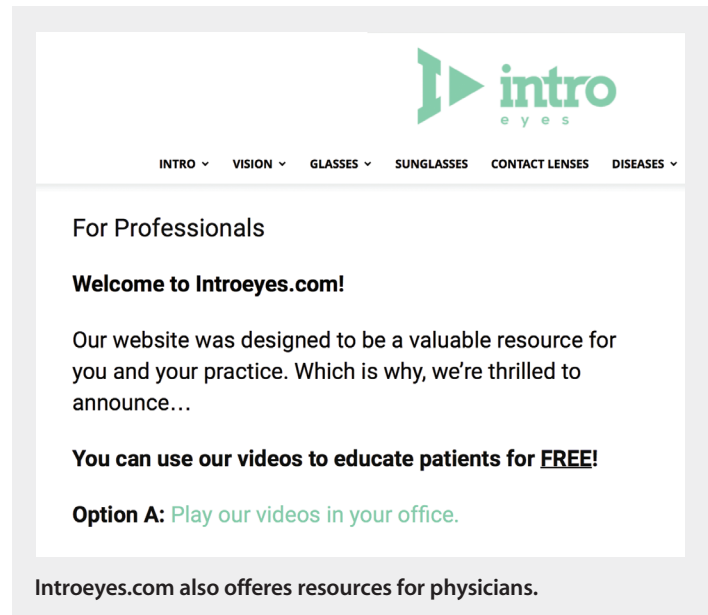 intro
eyes
INTRO VISION GLASSES SUNGLASSES CONTACT LENSES DISEASES
For Professionals
Welcome to Introeyes.com!
Our website was designed to be a valuable resource for
you and your practice. Which is why, we’re thrilled to
announce…
You can use our videos to educate patients for FREE!
Option A: Play our videos in your office.
Introeyes.com also offeres resources for physicians.